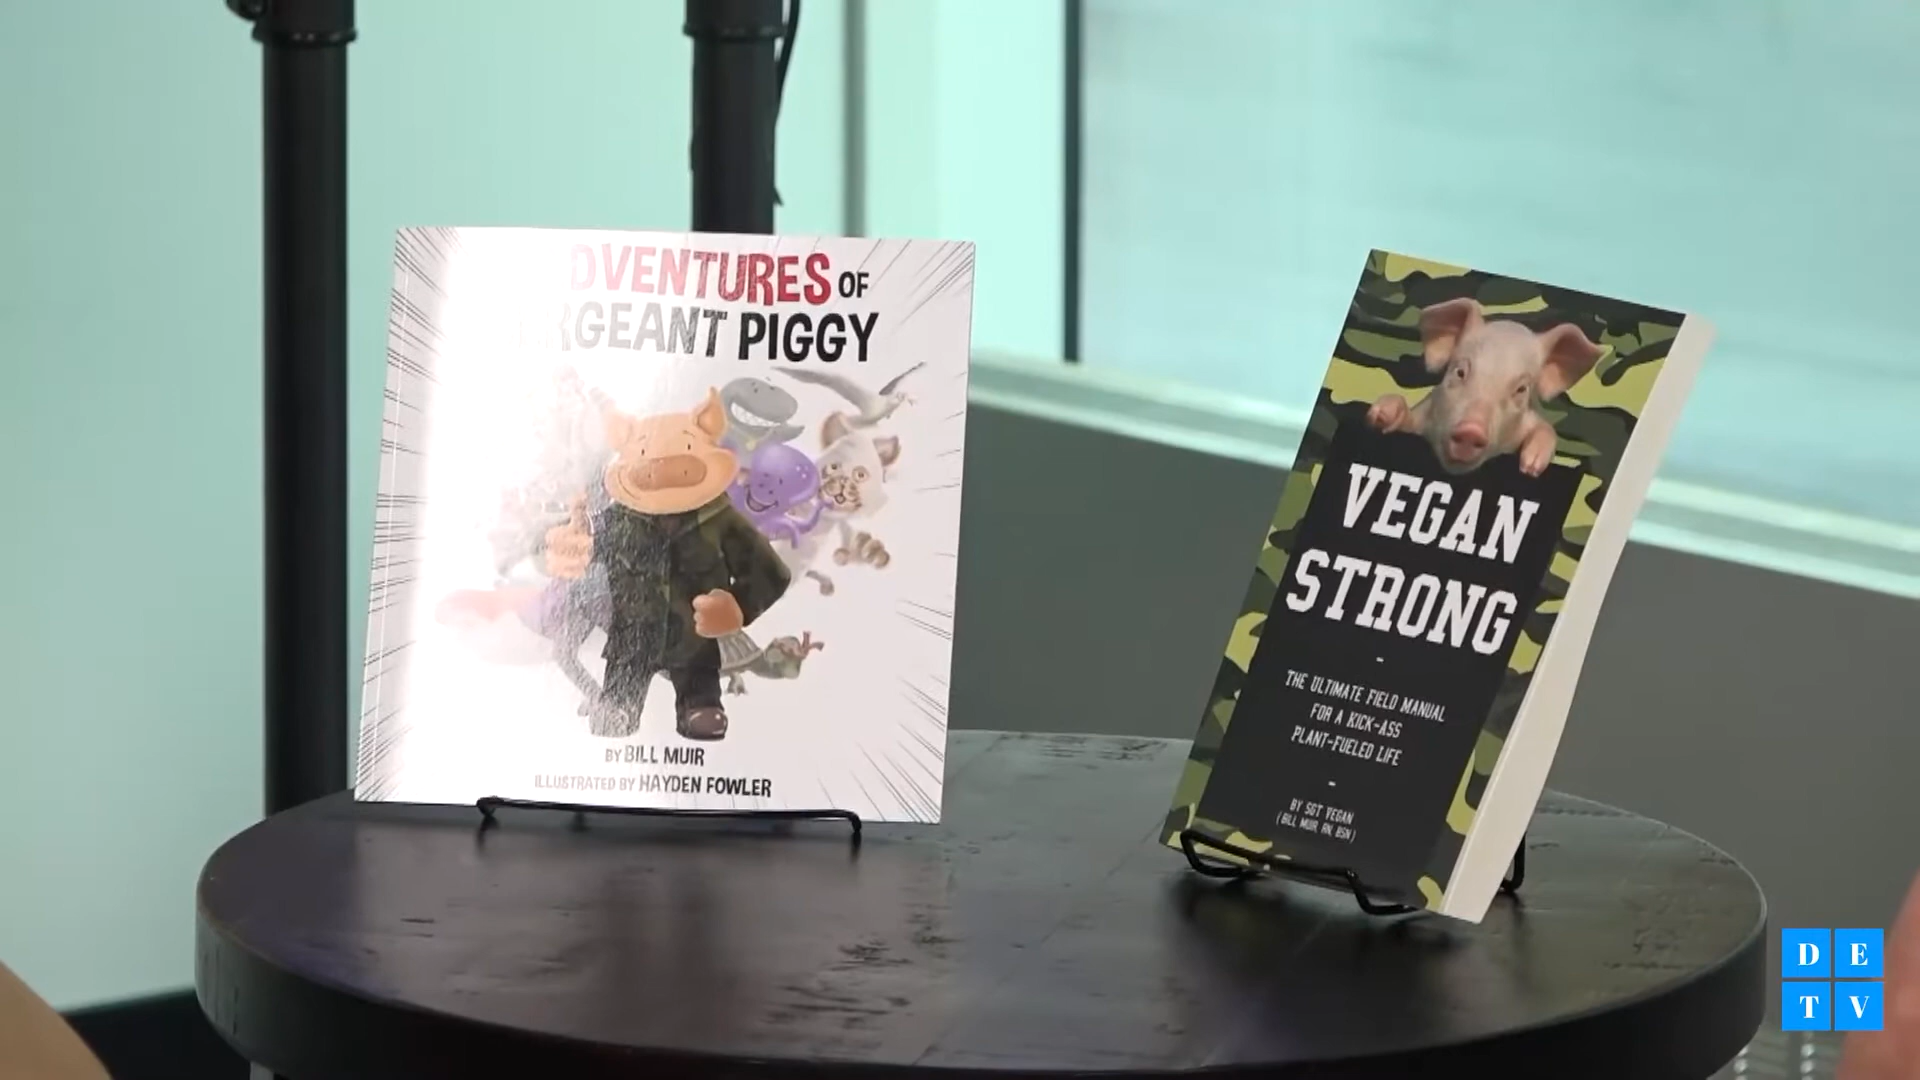 DVENTURES OF
RGEANT PIGGY
BY BILL MUIR
ILLUSTRATED BY HAYDEN FOWLER
VEGAN
STRONG
-
THE ULTIMATE FIELD MANUAL
FOR A KICK-ASS
PLANT-FUELED LIFE
-
BY SGT VEGAN
(BILL MUIR, RN, BSN)
D E
T V